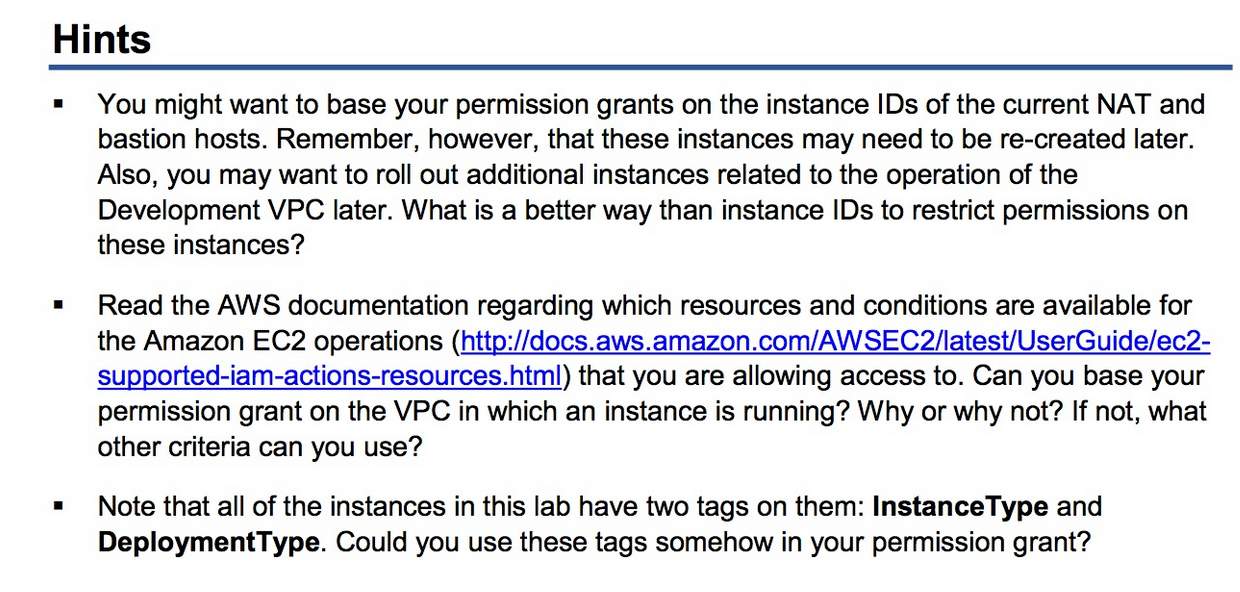 Hints
▪ You might want to base your permission grants on the instance IDs of the current NAT and
bastion hosts. Remember, however, that these instances may need to be re-created later.
Also, you may want to roll out additional instances related to the operation of the
Development VPC later. What is a better way than instance IDs to restrict permissions on
these instances?
▪ Read the AWS documentation regarding which resources and conditions are available for
the Amazon EC2 operations (http://docs.aws.amazon.com/AWSEC2/latest/UserGuide/ec2-
supported-iam-actions-resources.html) that you are allowing access to. Can you base your
permission grant on the VPC in which an instance is running? Why or why not? If not, what
other criteria can you use?
▪ Note that all of the instances in this lab have two tags on them: InstanceType and
DeploymentType. Could you use these tags somehow in your permission grant?